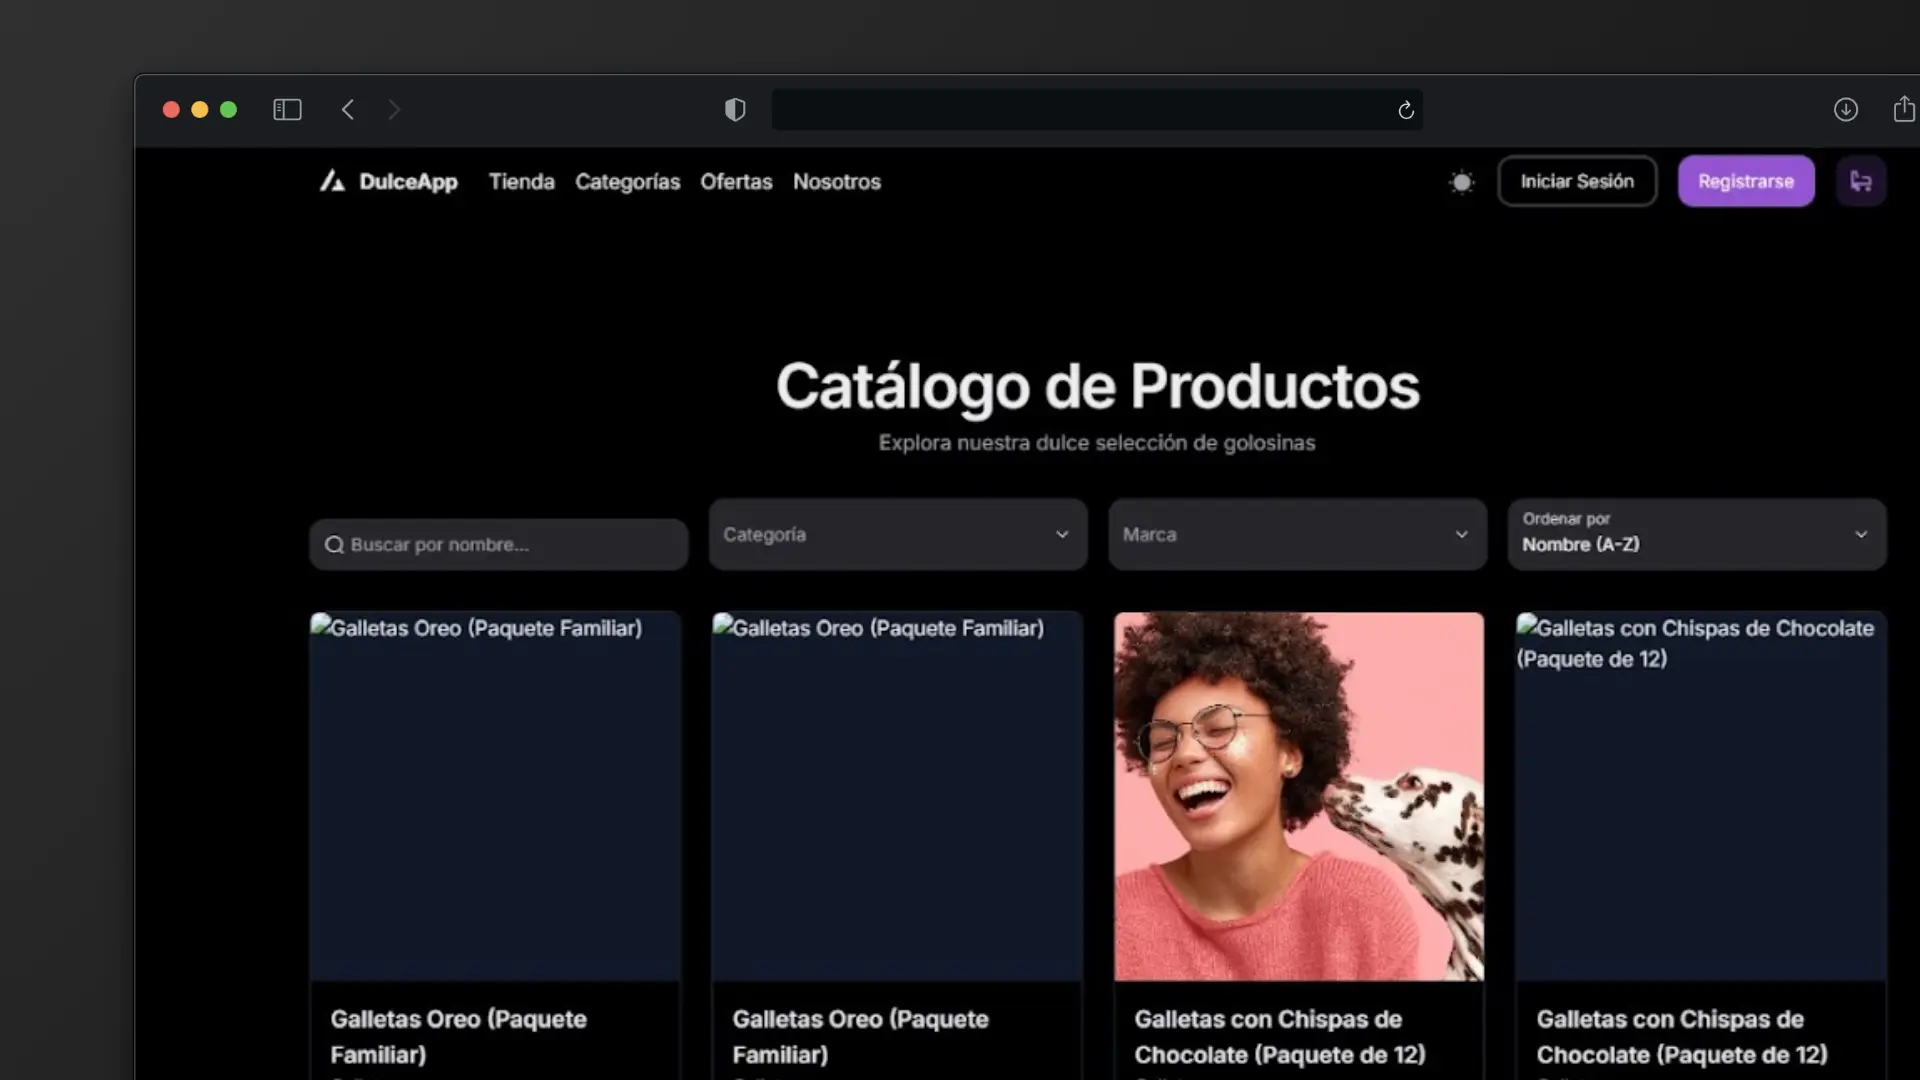 DulceApp Tienda Categorías Ofertas Nosotros Iniciar Sesión Registrarse
Catálogo de Productos
Explora nuestra dulce selección de golosinas
Buscar por nombre...
Categoría
Marca
Ordenar por
Nombre (A-Z)
Galletas Oreo (Paquete Familiar)
Galletas Oreo (Paquete Familiar)
Galletas con Chispas de Chocolate
(Paquete de 12)
Galletas Oreo (Paquete
Familiar)
Galletas Oreo (Paquete
Familiar)
Galletas con Chispas de
Chocolate (Paquete de 12)
Galletas con Chispas de
Chocolate (Paquete de 12)